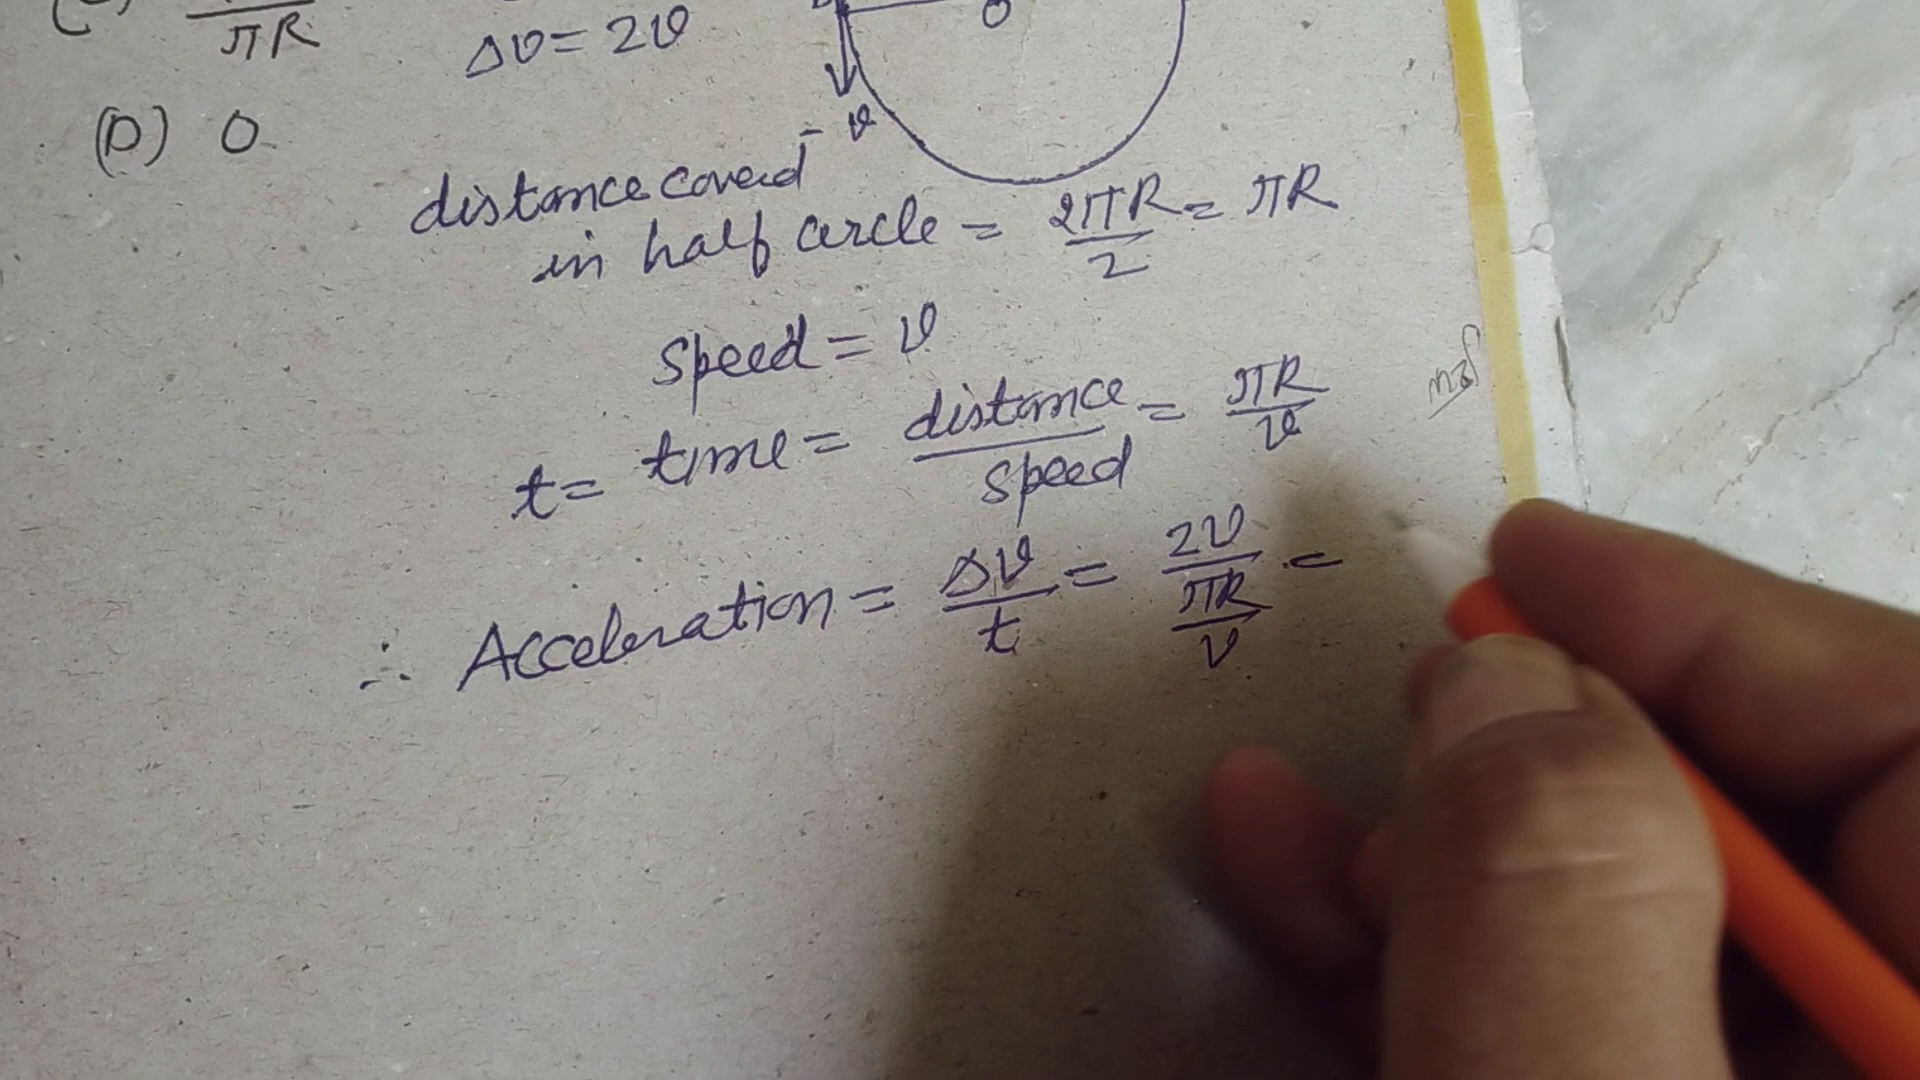 πR
Δv = 2v
O
(D) 0
- v
distance coverd
in half circle = 2πR/2 = πR
speed = v
t = time = distance/speed = πR/v
∴ Acceleration = Δv/t = 2v/(πR/v) =